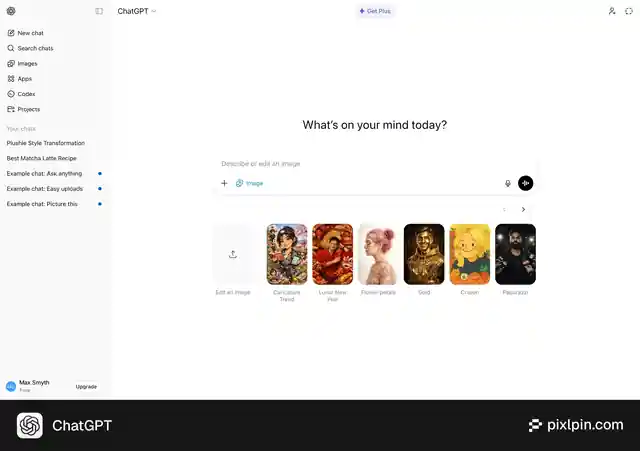 ChatGPT
Get Plus
New chat
Search chats
Images
Apps
Codex
Projects
Your chats
Plushie Style Transformation
Best Matcha Latte Recipe
Example chat: Ask anything
Example chat: Easy uploads
Example chat: Picture this
What's on your mind today?
Describe or edit an image
Image
Edit an image
Caricature
Trend
Lunar New
Year
Flower petals
Gold
Crayon
Paparazzi
Max Smyth
Free
Upgrade
ChatGPT
pixlpin.com